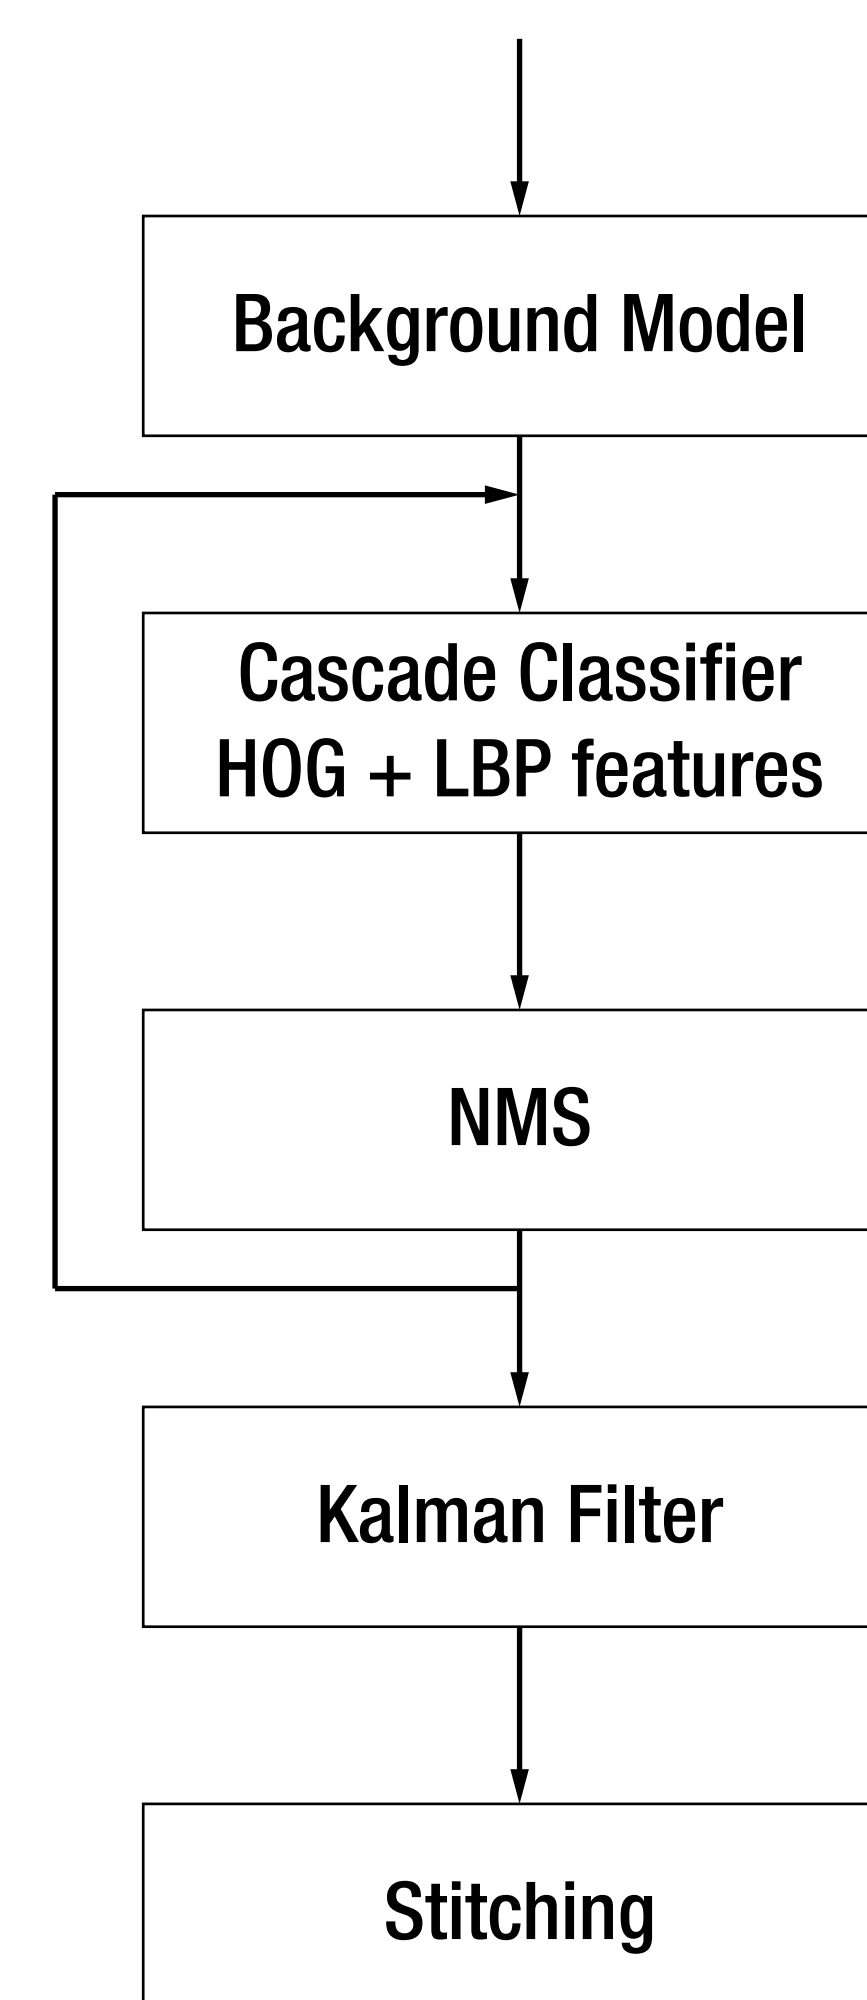 Background Model
Cascade Classifier
HOG + LBP features
NMS
Kalman Filter
Stitching